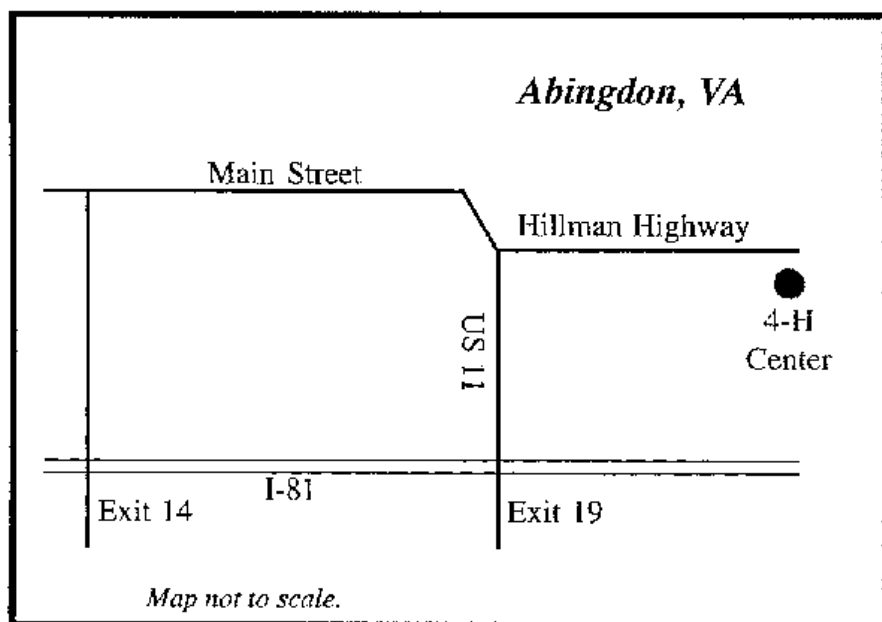 Abingdon, VA
Main Street
Hillman Highway
US 11
4-H
Center
I-81
Exit 14
Exit 19
Map not to scale.